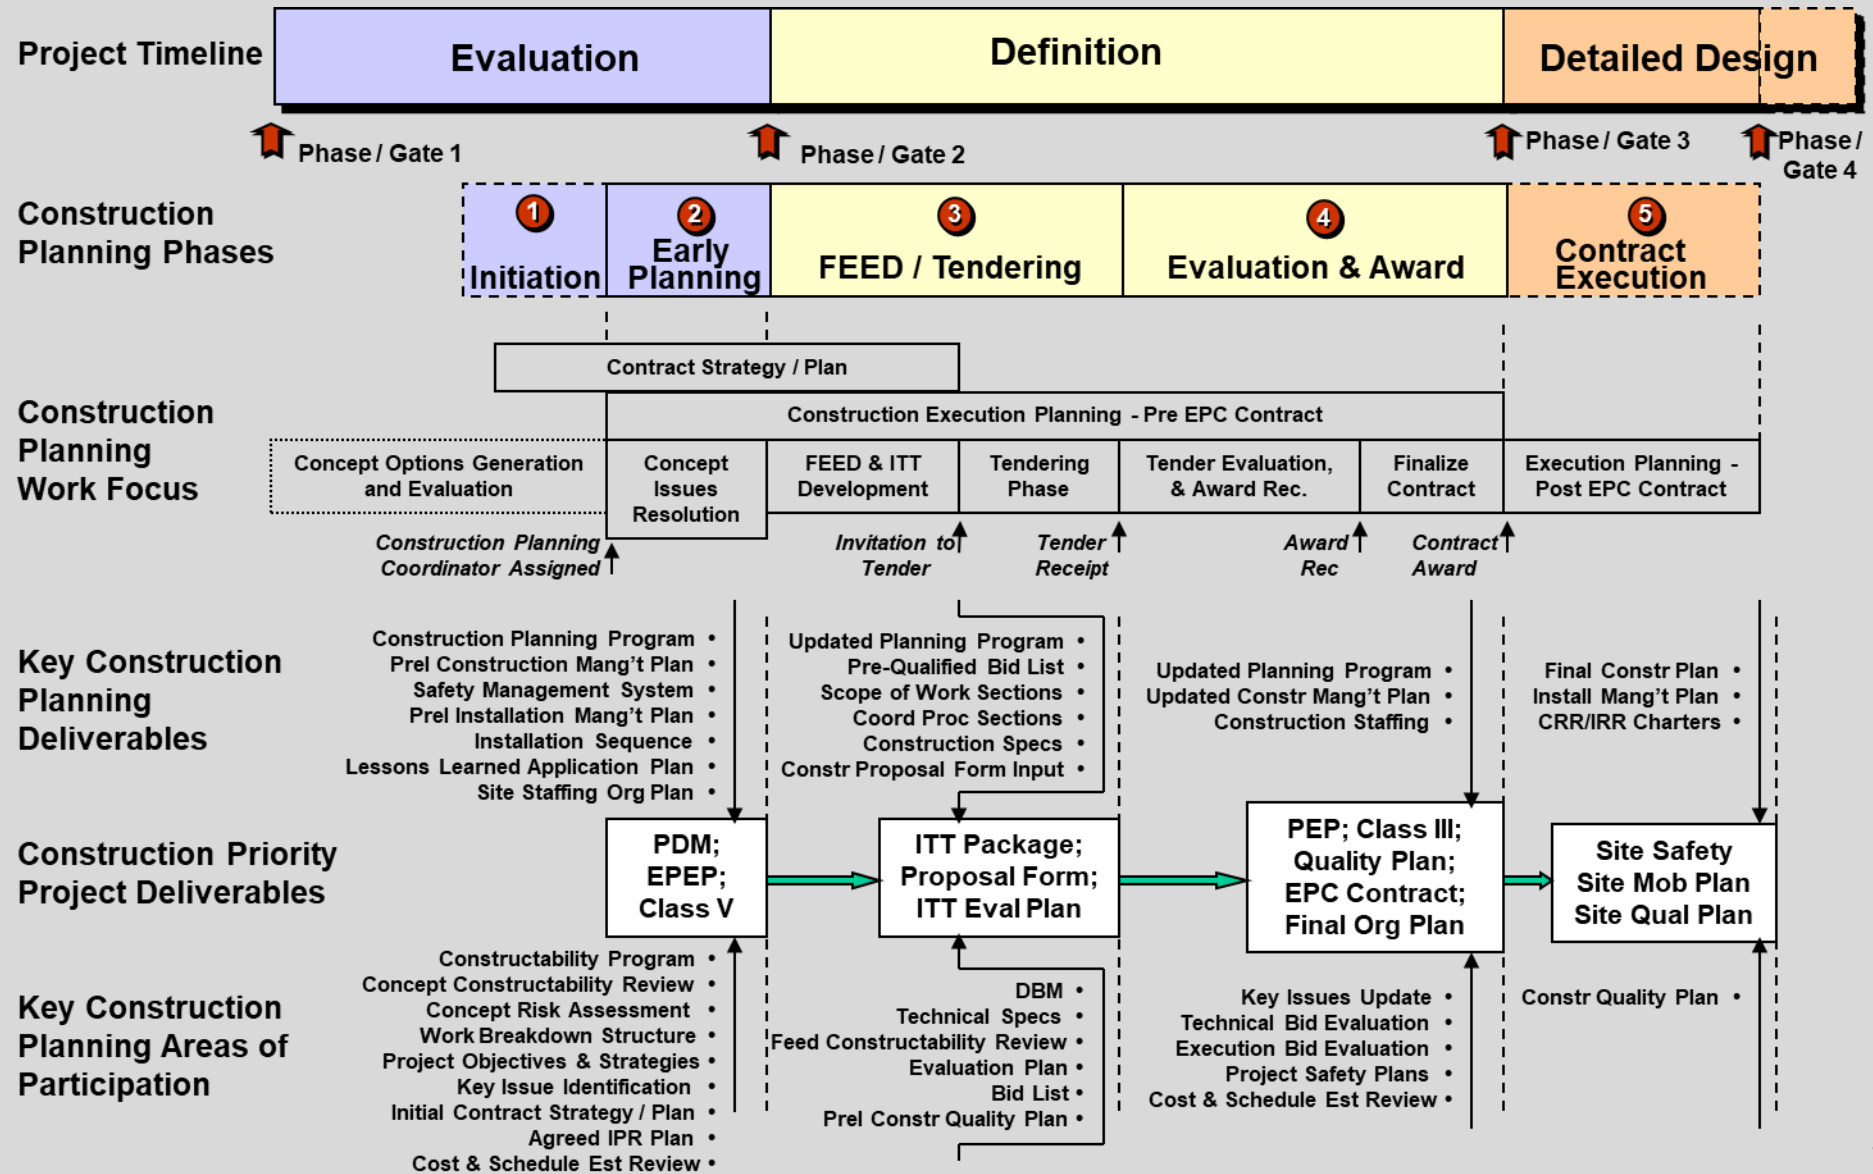 Project Timeline
Evaluation
Definition
Detailed Design
Phase / Gate 1
Phase / Gate 2
Phase / Gate 3
Phase /
Gate 4
Construction
Planning Phases
1
Initiation
2
Early
Planning
3
FEED / Tendering
4
Evaluation & Award
5
Contract
Execution
Construction
Planning
Work Focus
Contract Strategy / Plan
Construction Execution Planning - Pre EPC Contract
Concept Options Generation
and Evaluation
Concept
Issues
Resolution
FEED & ITT
Development
Tendering
Phase
Tender Evaluation,
& Award Rec.
Finalize
Contract
Execution Planning -
Post EPC Contract
Construction Planning
Coordinator Assigned
Invitation to
Tender
Tender
Receipt
Award
Rec
Contract
Award
Key Construction
Planning
Deliverables
Construction Planning Program •
Prel Construction Mang't Plan •
Safety Management System •
Prel Installation Mang't Plan •
Installation Sequence •
Lessons Learned Application Plan •
Site Staffing Org Plan •
Updated Planning Program •
Pre-Qualified Bid List •
Scope of Work Sections •
Coord Proc Sections •
Construction Specs •
Constr Proposal Form Input •
Updated Planning Program •
Updated Constr Mang't Plan •
Construction Staffing •
Final Constr Plan •
Install Mang't Plan •
CRR/IRR Charters •
Construction Priority
Project Deliverables
PDM;
EPEP;
Class V
ITT Package;
Proposal Form;
ITT Eval Plan
PEP; Class III;
Quality Plan;
EPC Contract;
Final Org Plan
Site Safety
Site Mob Plan
Site Qual Plan
Key Construction
Planning Areas of
Participation
Constructability Program •
Concept Constructability Review •
Concept Risk Assessment •
Work Breakdown Structure •
Project Objectives & Strategies •
Key Issue Identification •
Initial Contract Strategy / Plan •
Agreed IPR Plan •
Cost & Schedule Est Review •
DBM •
Technical Specs •
Feed Constructability Review •
Evaluation Plan •
Bid List •
Prel Constr Quality Plan •
Key Issues Update •
Technical Bid Evaluation •
Execution Bid Evaluation •
Project Safety Plans •
Cost & Schedule Est Review •
Constr Quality Plan •